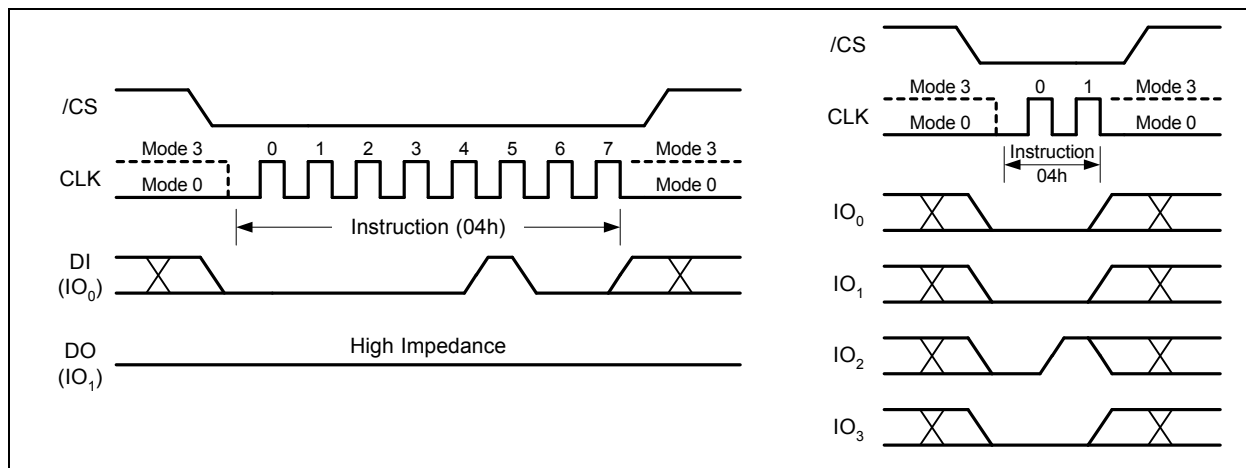 /CS
Mode 3 0 1 2 3 4 5 6 7 Mode 3
CLK
Mode 0 Mode 0
Instruction (04h)
DI
(IO₀)
High Impedance
DO
(IO₁)
/CS
Mode 3 0 1 Mode 3
CLK
Mode 0 Mode 0
Instruction
04h
IO₀
IO₁
IO₂
IO₃